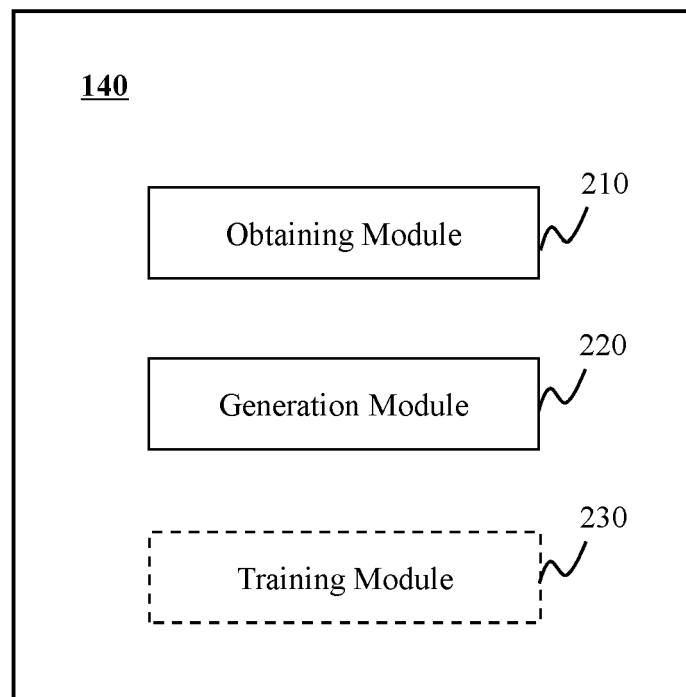 140
210
Obtaining Module
220
Generation Module
230
Training Module